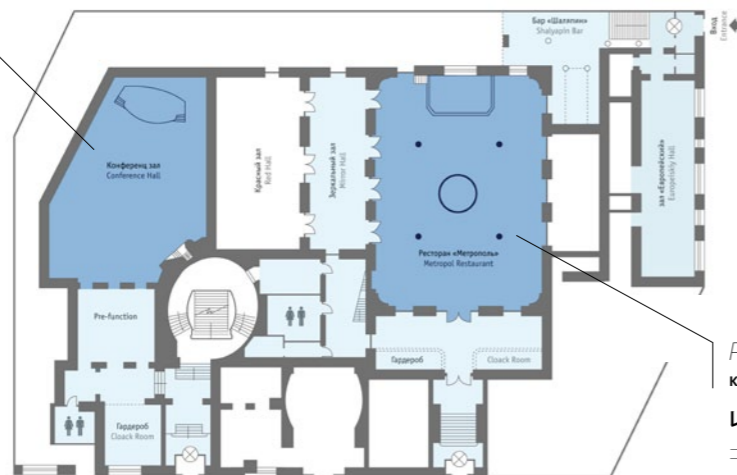 Бар «Шаляпин»
Shalyapin Bar
Вход
Entrance
Конференц зал
Conference Hall
Красный зал
Red Hall
Зеркальный зал
Mirror Hall
зал «Европейский»
Evropeiskiy Hall
Ресторан «Метрополь»
Metropol Restaurant
Pre-function
Гардероб
Cloack Room
Гардероб
Cloack Room